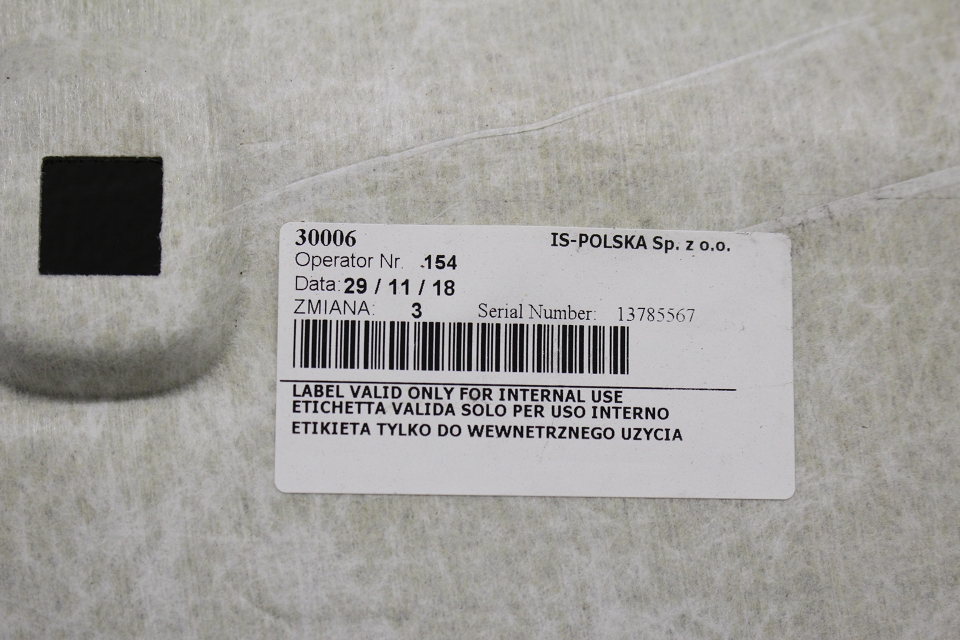 30006 IS-POLSKA Sp. z o.o.
Operator Nr. .154
Data: 29 / 11 / 18
ZMIANA: 3 Serial Number: 13785567
LABEL VALID ONLY FOR INTERNAL USE
ETICHETTA VALIDA SOLO PER USO INTERNO
ETIKIETA TYLKO DO WEWNETRZNEGO UZYCIA